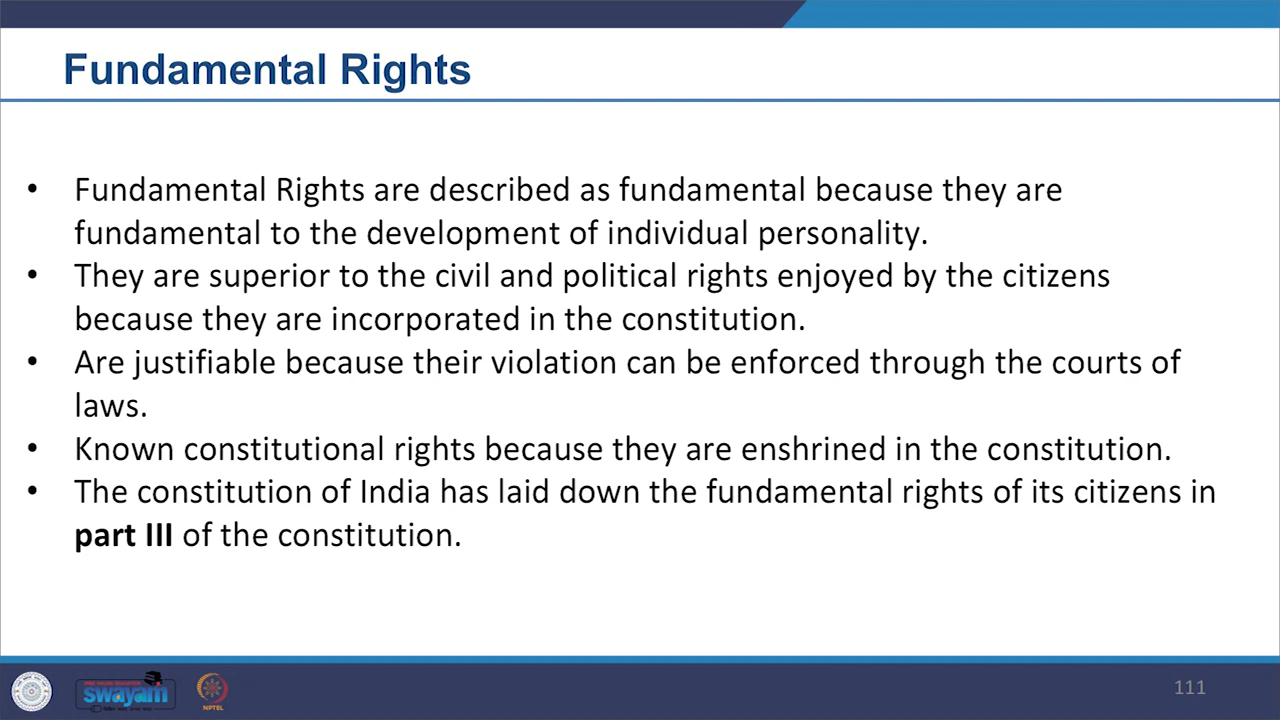 Fundamental Rights
• Fundamental Rights are described as fundamental because they are
fundamental to the development of individual personality.
• They are superior to the civil and political rights enjoyed by the citizens
because they are incorporated in the constitution.
• Are justifiable because their violation can be enforced through the courts of
laws.
• Known constitutional rights because they are enshrined in the constitution.
• The constitution of India has laid down the fundamental rights of its citizens in
part III of the constitution.
swayam
NPTEL
111